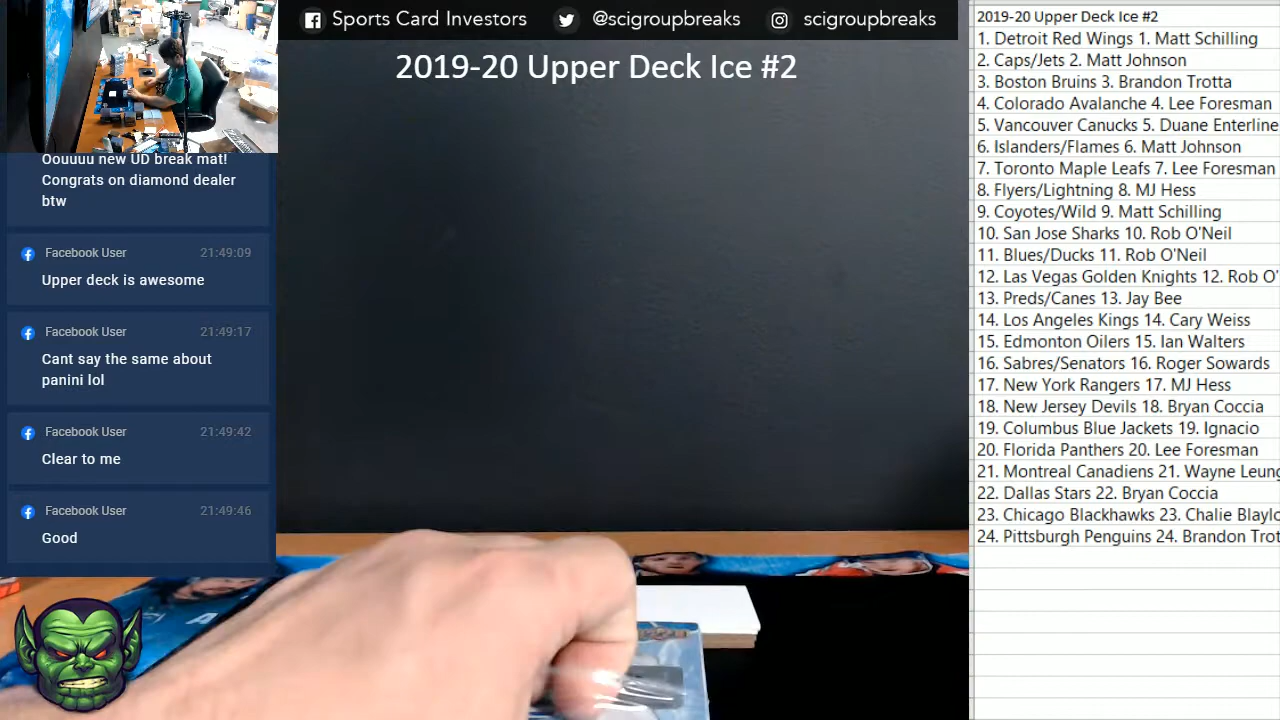 Sports Card Investors @scigroupbreaks scigroupbreaks
2019-20 Upper Deck Ice #2
Oouuuu new UD break mat!
Congrats on diamond dealer
btw
Facebook User 21:49:09
Upper deck is awesome
Facebook User 21:49:17
Cant say the same about
panini lol
Facebook User 21:49:42
Clear to me
Facebook User 21:49:46
Good
2019-20 Upper Deck Ice #2
1. Detroit Red Wings 1. Matt Schilling
2. Caps/Jets 2. Matt Johnson
3. Boston Bruins 3. Brandon Trotta
4. Colorado Avalanche 4. Lee Foresman
5. Vancouver Canucks 5. Duane Enterline
6. Islanders/Flames 6. Matt Johnson
7. Toronto Maple Leafs 7. Lee Foresman
8. Flyers/Lightning 8. MJ Hess
9. Coyotes/Wild 9. Matt Schilling
10. San Jose Sharks 10. Rob O'Neil
11. Blues/Ducks 11. Rob O'Neil
12. Las Vegas Golden Knights 12. Rob O'
13. Preds/Canes 13. Jay Bee
14. Los Angeles Kings 14. Cary Weiss
15. Edmonton Oilers 15. Ian Walters
16. Sabres/Senators 16. Roger Sowards
17. New York Rangers 17. MJ Hess
18. New Jersey Devils 18. Bryan Coccia
19. Columbus Blue Jackets 19. Ignacio
20. Florida Panthers 20. Lee Foresman
21. Montreal Canadiens 21. Wayne Leung
22. Dallas Stars 22. Bryan Coccia
23. Chicago Blackhawks 23. Chalie Blaylo
24. Pittsburgh Penguins 24. Brandon Trot